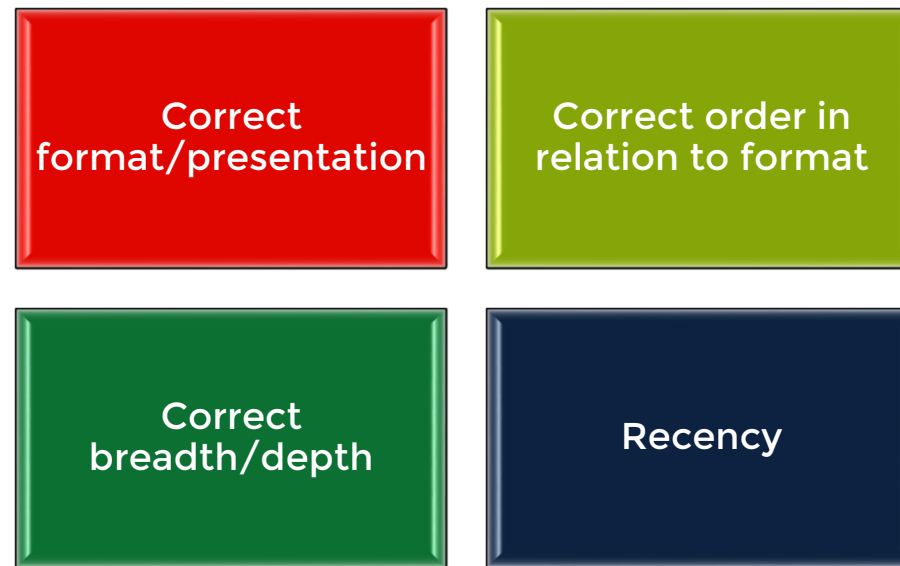 Correct
format/presentation
Correct order in
relation to format
Correct
breadth/depth
Recency